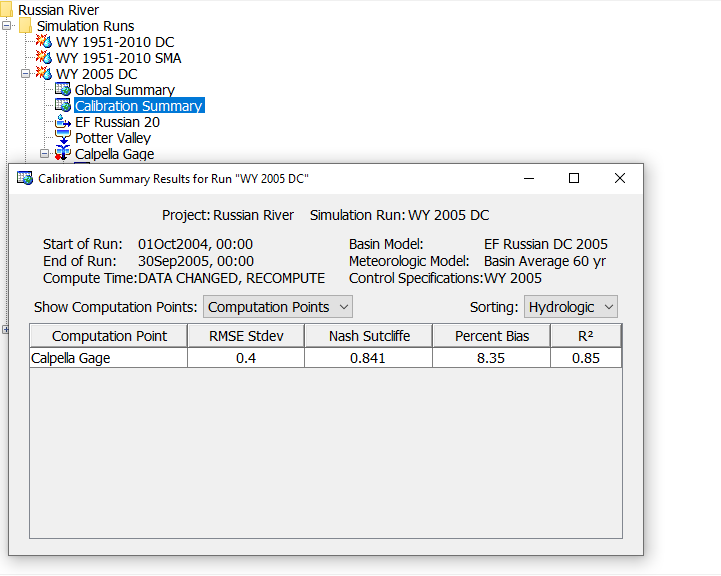 Russian River
Simulation Runs
WY 1951-2010 DC
WY 1951-2010 SMA
WY 2005 DC
Global Summary
Calibration Summary
EF Russian 20
Potter Valley
Calpella Gage
Calibration Summary Results for Run "WY 2005 DC"
Project: Russian River Simulation Run: WY 2005 DC
Start of Run: 01Oct2004, 00:00 Basin Model: EF Russian DC 2005
End of Run: 30Sep2005, 00:00 Meteorologic Model: Basin Average 60 yr
Compute Time:DATA CHANGED, RECOMPUTE Control Specifications:WY 2005
Show Computation Points: Computation Points Sorting: Hydrologic
Computation Point RMSE Stdev Nash Sutcliffe Percent Bias R²
Calpella Gage 0.4 0.841 8.35 0.85